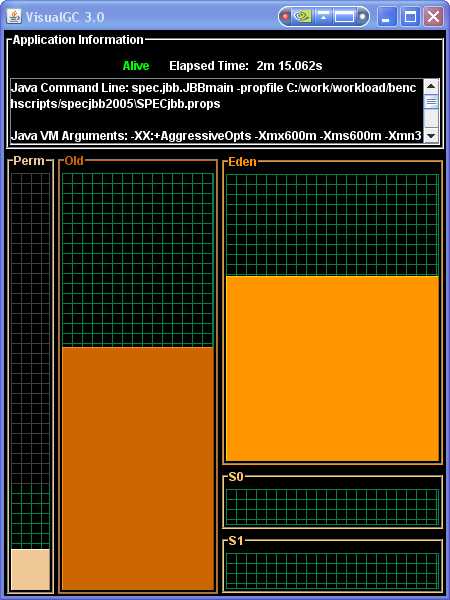 VisualGC 3.0
Application Information
Alive Elapsed Time: 2m 15.062s
Java Command Line: spec.jbb.JBBmain -propfile C:/work/workload/benc
hscripts/specjbb2005\SPECjbb.props
Java VM Arguments: -XX:+AggressiveOpts -Xmx600m -Xms600m -Xmn3
Perm
Old
Eden
S0
S1